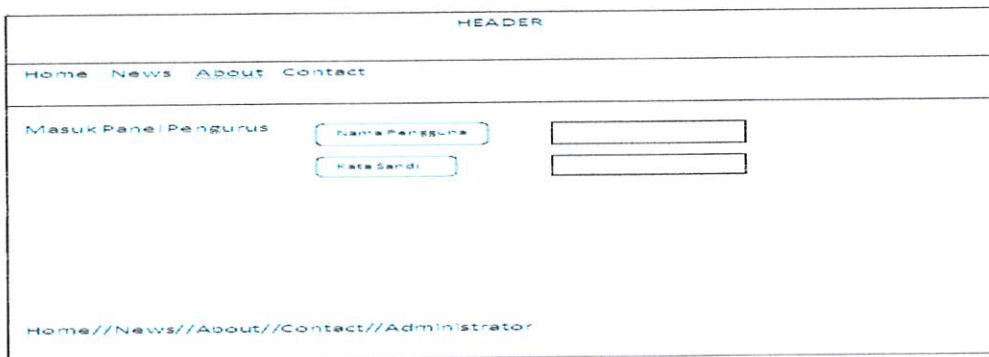 HEADER
Home News About Contact
Masuk Panel Pengurus
Nama Pengguna
Kata Sandi
Home//News//About//Contact//Administrator